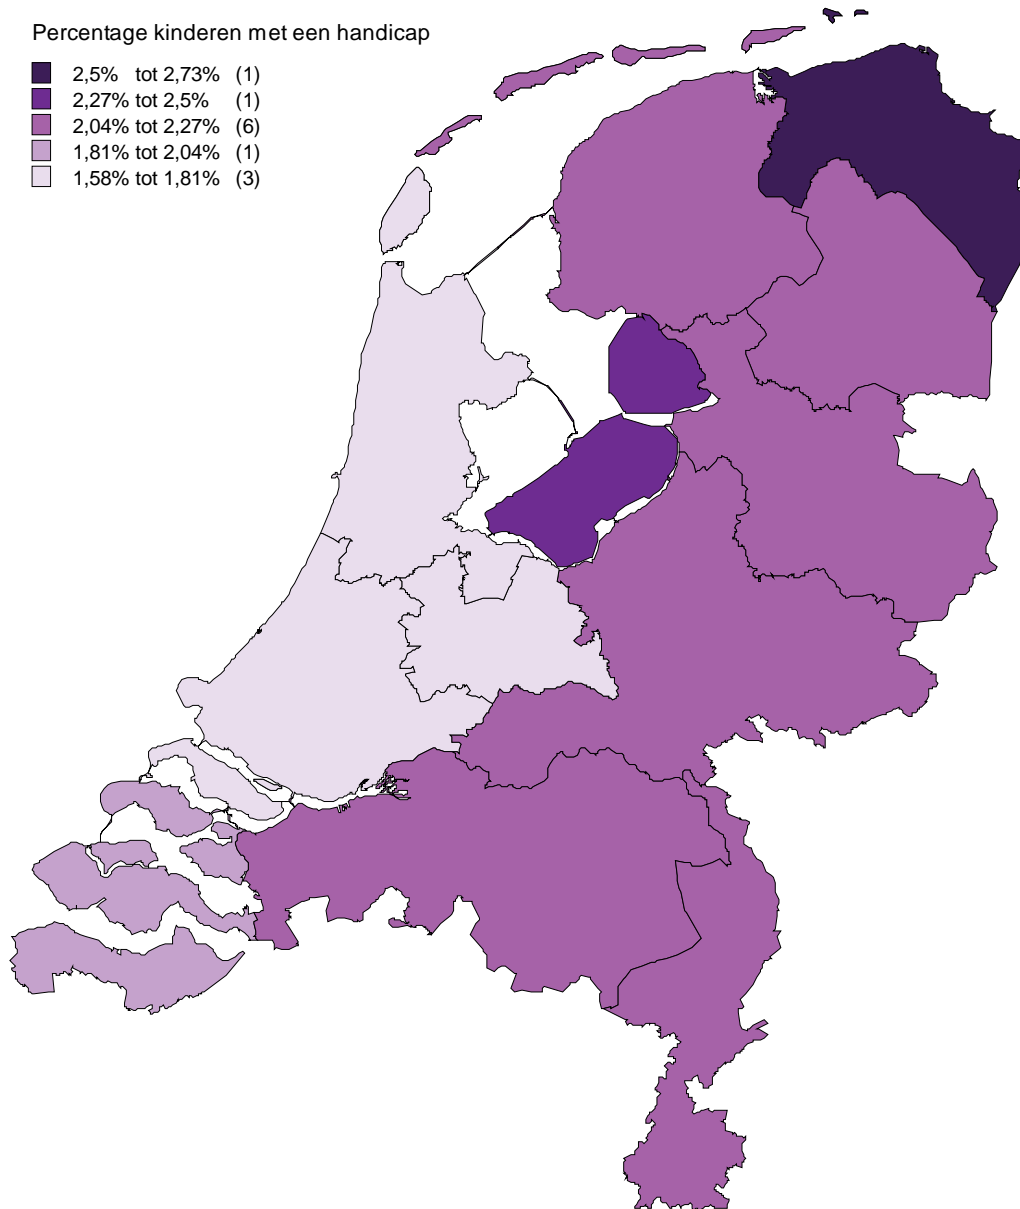 Percentage kinderen met een handicap
2,5% tot 2,73% (1)
2,27% tot 2,5% (1)
2,04% tot 2,27% (6)
1,81% tot 2,04% (1)
1,58% tot 1,81% (3)